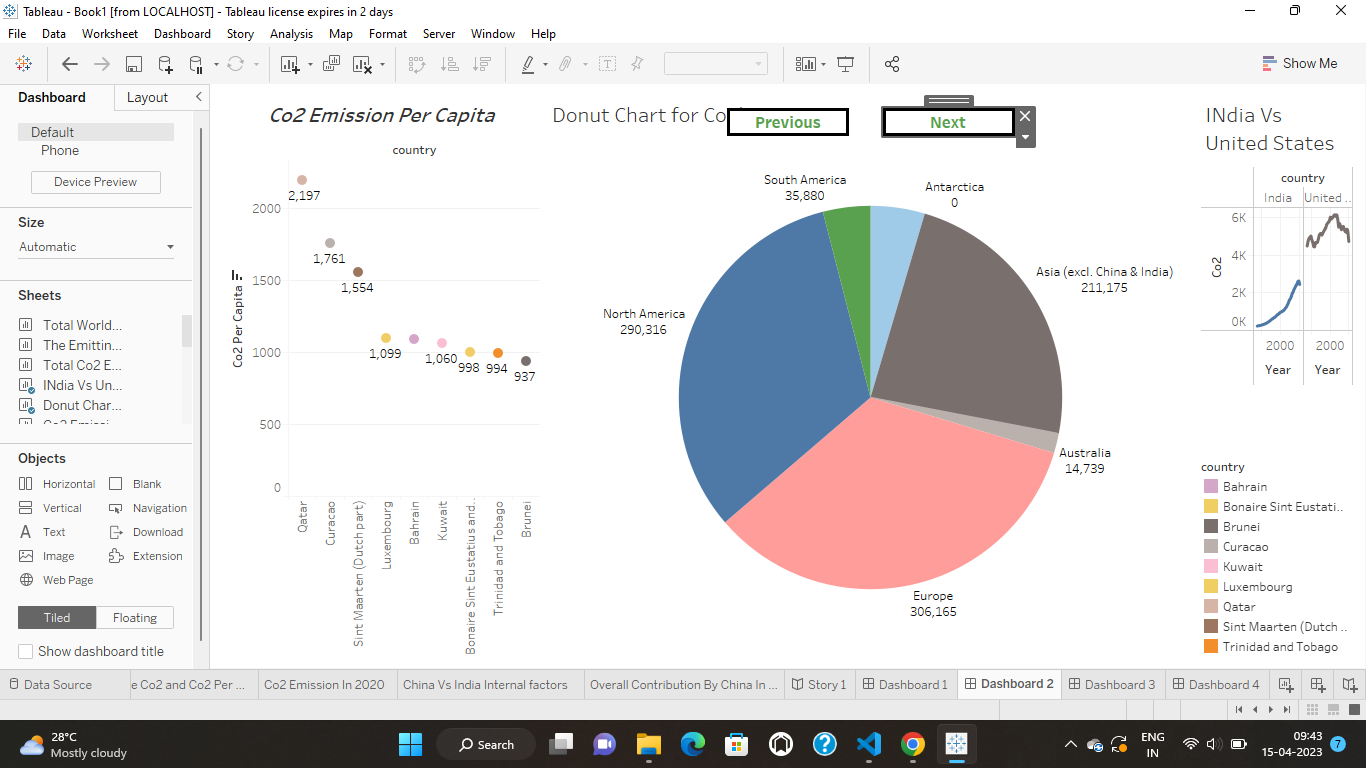 Tableau - Book1 [from LOCALHOST] - Tableau license expires in 2 days
File Data Worksheet Dashboard Story Analysis Map Format Server Window Help
Show Me
Dashboard Layout
Default
Phone
Device Preview
Size
Automatic
Sheets
Total World...
The Emittin...
Total Co2 E...
INdia Vs Un...
Donut Char...
Co2 Emissi...
Objects
Horizontal Blank
Vertical Navigation
Text Download
Image Extension
Web Page
Tiled Floating
Show dashboard title
Co2 Emission Per Capita
country
Co2 Per Capita
2000
1500
1000
500
0
2,197
1,761
1,554
1,099
1,060
998
994
937
Qatar
Curacao
Sint Maarten (Dutch part)
Luxembourg
Bahrain
Kuwait
Bonaire Sint Eustatius and..
Trinidad and Tobago
Brunei
Donut Chart for Co
Previous
Next
South America
35,880
Antarctica
0
Asia (excl. China & India)
211,175
North America
290,316
Australia
14,739
Europe
306,165
INdia Vs
United States
country
India United ..
Co2
6K
4K
2K
0K
2000 2000
Year Year
country
Bahrain
Bonaire Sint Eustati..
Brunei
Curacao
Kuwait
Luxembourg
Qatar
Sint Maarten (Dutch ..
Trinidad and Tobago
Data Source e Co2 and Co2 Per ... Co2 Emission In 2020 China Vs India Internal factors Overall Contribution By China In ... Story 1 Dashboard 1 Dashboard 2 Dashboard 3 Dashboard 4
28°C
Mostly cloudy
Search
ENG
IN
09:43
15-04-2023
7